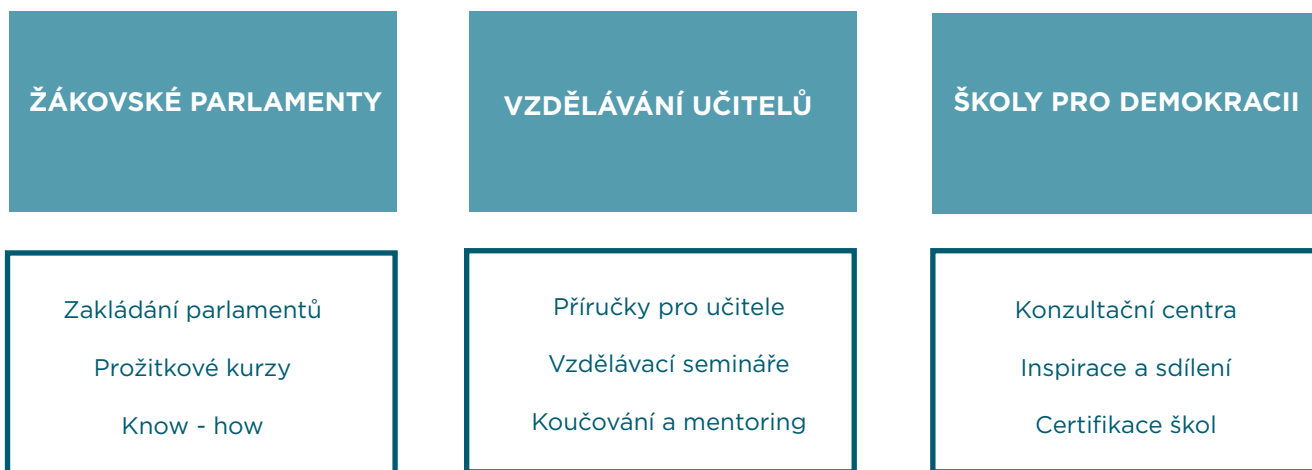 ŽÁKOVSKÉ PARLAMENTY
VZDĚLÁVÁNÍ UČITELŮ
ŠKOLY PRO DEMOKRACII
Zakládání parlamentů
Prožitkové kurzy
Know - how
Příručky pro učitele
Vzdělávací semináře
Koučování a mentoring
Konzultační centra
Inspirace a sdílení
Certifikace škol